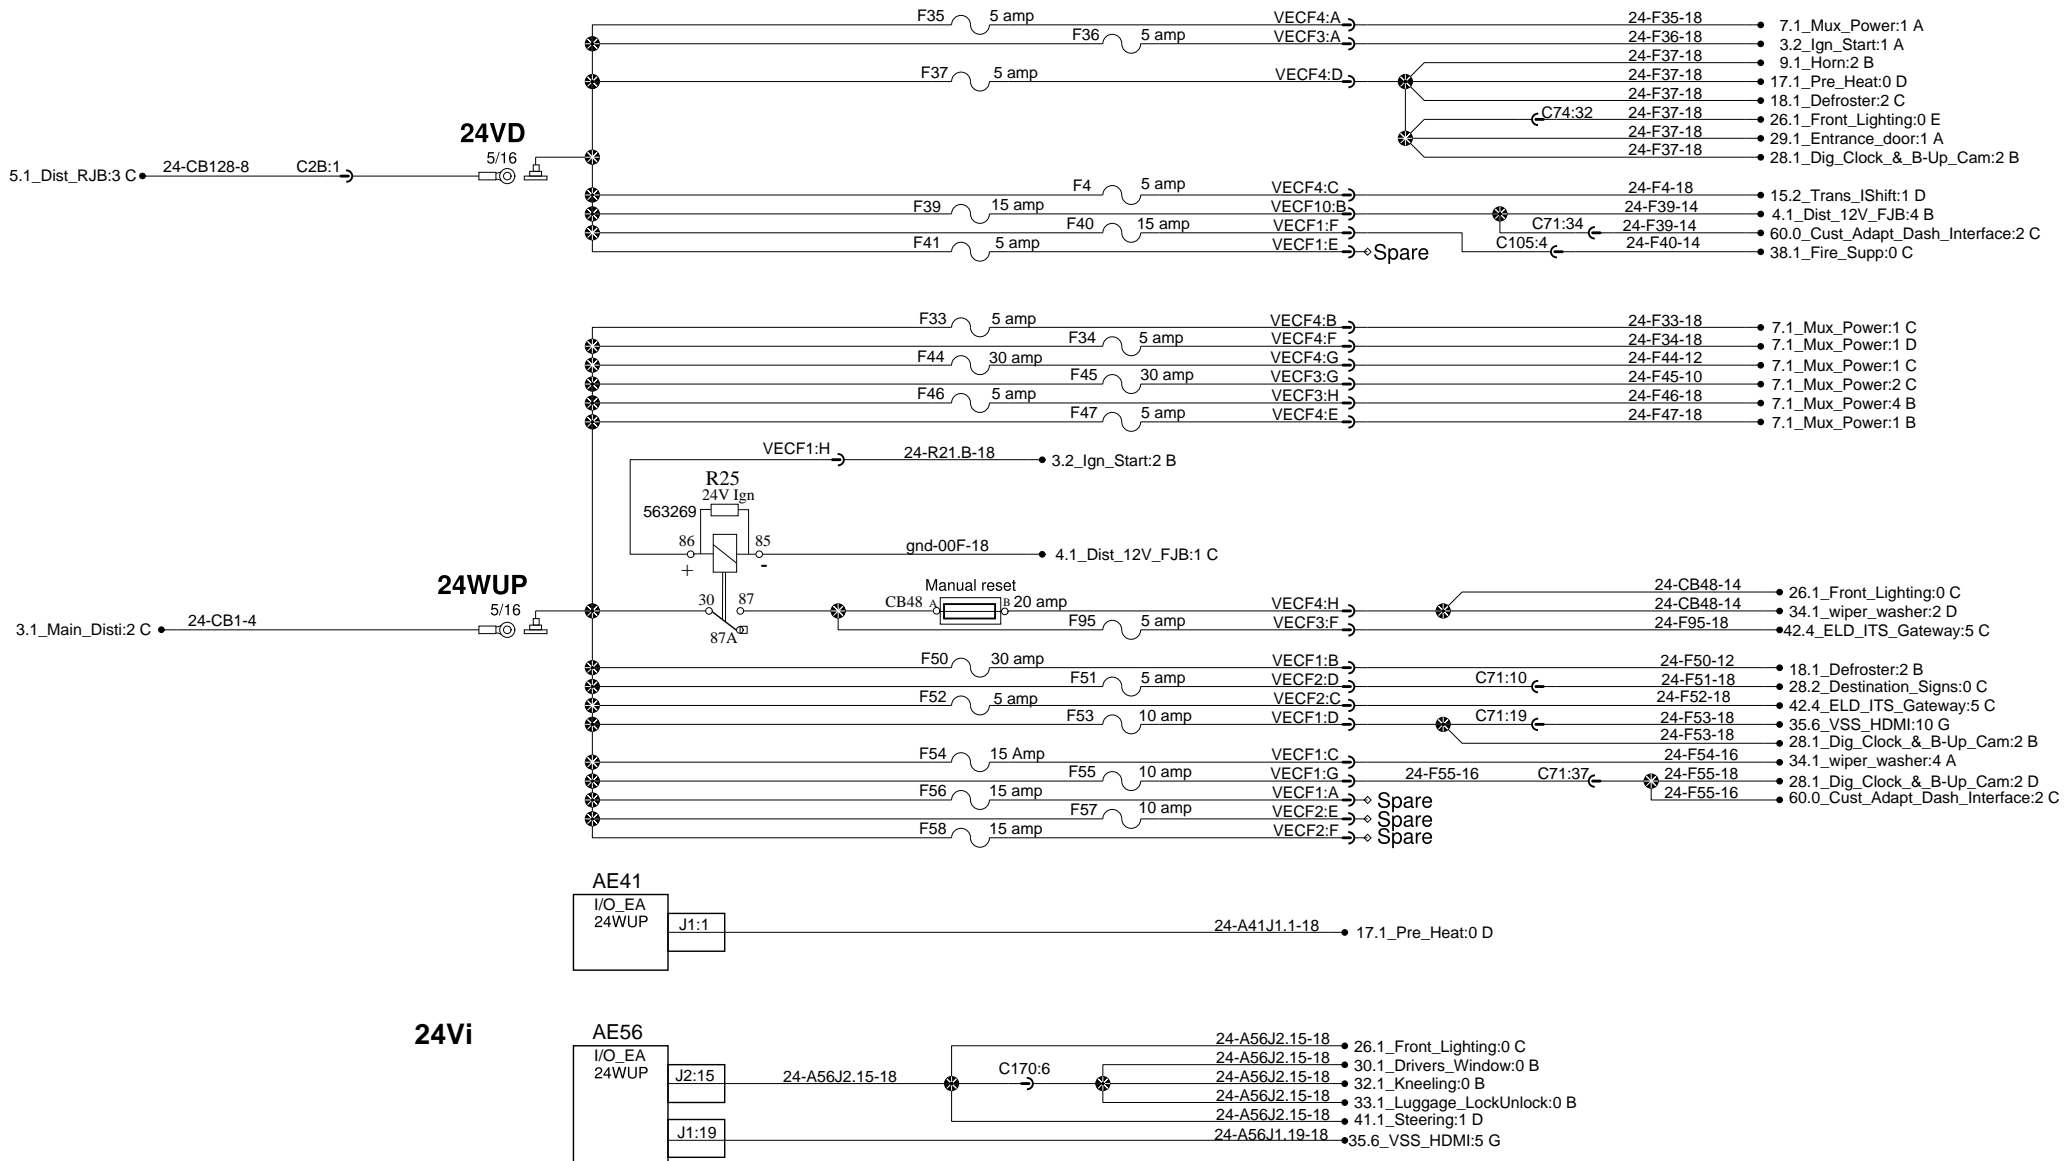 F35 5 amp VECF4:A 24-F35-18 7.1_Mux_Power:1 A
F36 5 amp VECF3:A 24-F36-18 3.2_Ign_Start:1 A
24-F37-18 9.1_Horn:2 B
F37 5 amp VECF4:D 24-F37-18 17.1_Pre_Heat:0 D
24-F37-18 18.1_Defroster:2 C
C74:32 24-F37-18 26.1_Front_Lighting:0 E
24-F37-18 29.1_Entrance_door:1 A
24-F37-18 28.1_Dig_Clock_&_B-Up_Cam:2 B
24VD
5/16
5.1_Dist_RJB:3 C 24-CB128-8 C2B:1
F4 5 amp VECF4:C 24-F4-18 15.2_Trans_IShift:1 D
F39 15 amp VECF10:B 24-F39-14 4.1_Dist_12V_FJB:4 B
F40 15 amp VECF1:F C71:34 24-F39-14 60.0_Cust_Adapt_Dash_Interface:2 C
F41 5 amp VECF1:E Spare C105:4 24-F40-14 38.1_Fire_Supp:0 C
F33 5 amp VECF4:B 24-F33-18 7.1_Mux_Power:1 C
F34 5 amp VECF4:F 24-F34-18 7.1_Mux_Power:1 D
F44 30 amp VECF4:G 24-F44-12 7.1_Mux_Power:1 C
F45 30 amp VECF3:G 24-F45-10 7.1_Mux_Power:2 C
F46 5 amp VECF3:H 24-F46-18 7.1_Mux_Power:4 B
F47 5 amp VECF4:E 24-F47-18 7.1_Mux_Power:1 B
VECF1:H 24-R21.B-18 3.2_Ign_Start:2 B
R25
24V Ign
563269
86 85 gnd-00F-18 4.1_Dist_12V_FJB:1 C
+ -
24WUP
5/16
3.1_Main_Disti:2 C 24-CB1-4
Manual reset
24-CB48-14 26.1_Front_Lighting:0 C
30 87 CB48 A B 20 amp VECF4:H 24-CB48-14 34.1_wiper_washer:2 D
87A F95 5 amp VECF3:F 24-F95-18 42.4_ELD_ITS_Gateway:5 C
F50 30 amp VECF1:B 24-F50-12 18.1_Defroster:2 B
F51 5 amp VECF2:D C71:10 24-F51-18 28.2_Destination_Signs:0 C
F52 5 amp VECF2:C 24-F52-18 42.4_ELD_ITS_Gateway:5 C
F53 10 amp VECF1:D C71:19 24-F53-18 35.6_VSS_HDMI:10 G
24-F53-18 28.1_Dig_Clock_&_B-Up_Cam:2 B
F54 15 Amp VECF1:C 24-F54-16 34.1_wiper_washer:4 A
F55 10 amp VECF1:G 24-F55-16 C71:37 24-F55-18 28.1_Dig_Clock_&_B-Up_Cam:2 D
F56 15 amp VECF1:A Spare 24-F55-16 60.0_Cust_Adapt_Dash_Interface:2 C
F57 10 amp VECF2:E Spare
F58 15 amp VECF2:F Spare
AE41
I/O_EA
24WUP
J1:1 24-A41J1.1-18 17.1_Pre_Heat:0 D
24Vi
AE56
I/O_EA
24WUP
24-A56J2.15-18 26.1_Front_Lighting:0 C
24-A56J2.15-18 30.1_Drivers_Window:0 B
J2:15 24-A56J2.15-18 C170:6 24-A56J2.15-18 32.1_Kneeling:0 B
24-A56J2.15-18 33.1_Luggage_LockUnlock:0 B
24-A56J2.15-18 41.1_Steering:1 D
J1:19 24-A56J1.19-18 35.6_VSS_HDMI:5 G